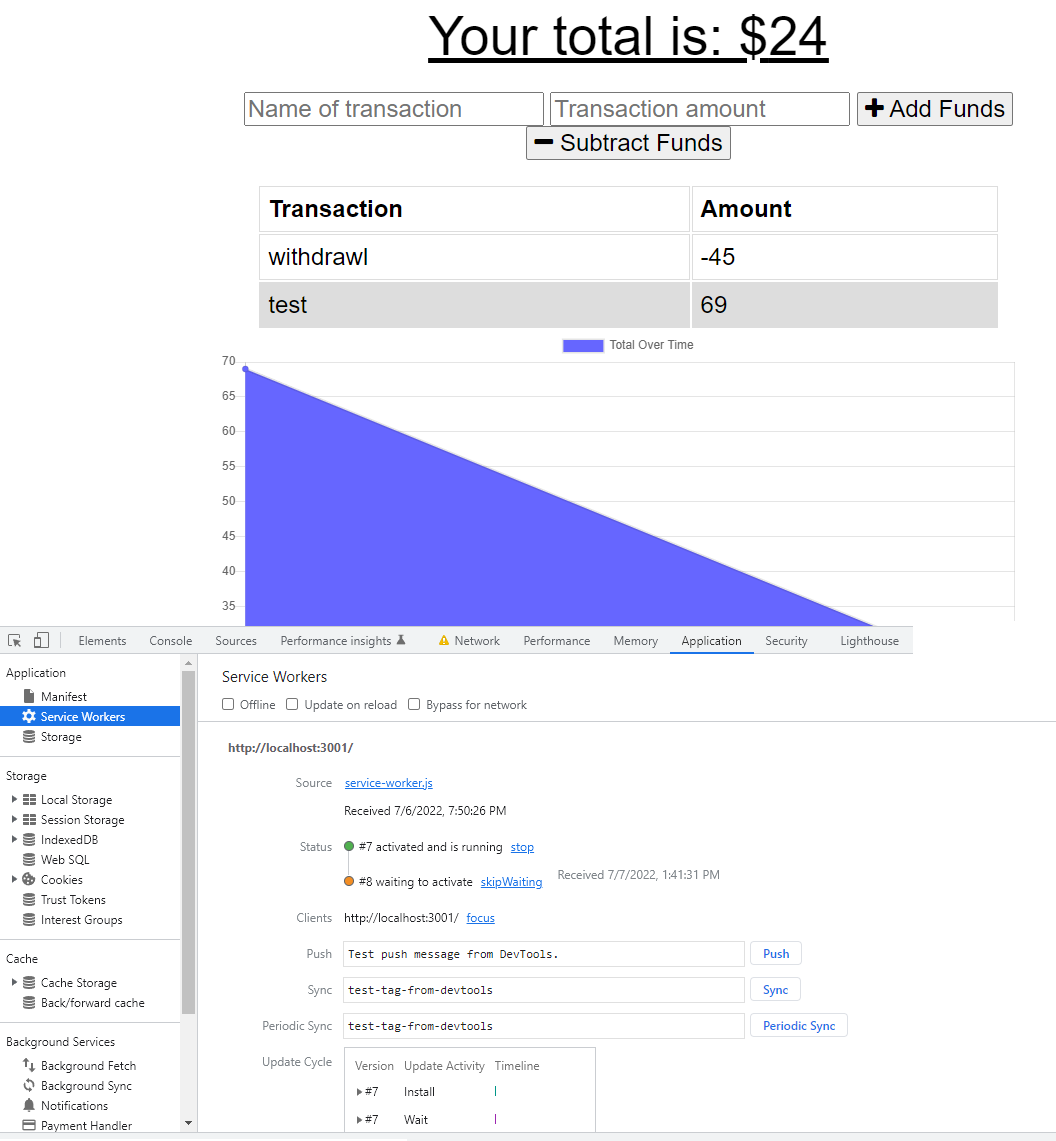 Your total is: $24
Name of transaction Transaction amount Add Funds
Subtract Funds
Transaction Amount
withdrawl -45
test 69
Total Over Time
70
65
60
55
50
45
40
35
Elements Console Sources Performance insights Network Performance Memory Application Security Lighthouse
Application
Manifest
Service Workers
Storage
Storage
Local Storage
Session Storage
IndexedDB
Web SQL
Cookies
Trust Tokens
Interest Groups
Cache
Cache Storage
Back/forward cache
Background Services
Background Fetch
Background Sync
Notifications
Payment Handler
Service Workers
Offline Update on reload Bypass for network
http://localhost:3001/
Source service-worker.js
Received 7/6/2022, 7:50:26 PM
Status #7 activated and is running stop
#8 waiting to activate skipWaiting Received 7/7/2022, 1:41:31 PM
Clients http://localhost:3001/ focus
Push Test push message from DevTools. Push
Sync test-tag-from-devtools Sync
Periodic Sync test-tag-from-devtools Periodic Sync
Update Cycle Version Update Activity Timeline
#7 Install
#7 Wait